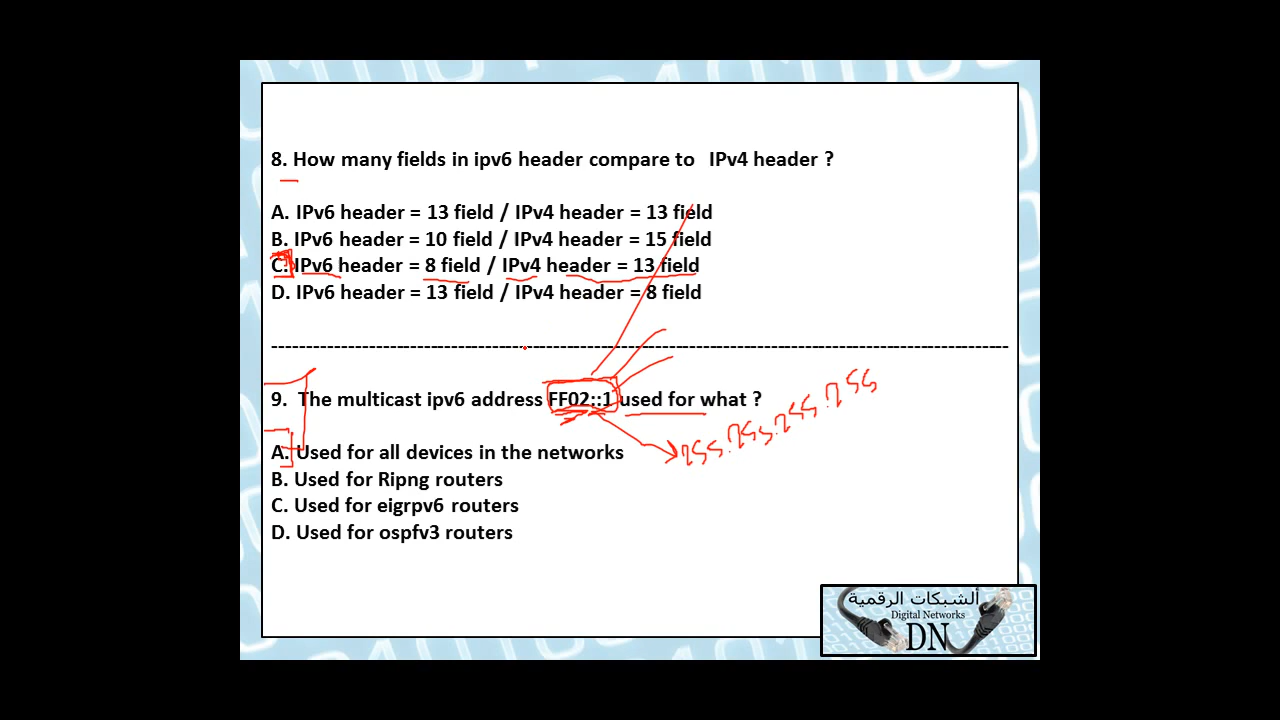 8. How many fields in ipv6 header compare to IPv4 header ?
A. IPv6 header = 13 field / IPv4 header = 13 field
B. IPv6 header = 10 field / IPv4 header = 15 field
C. IPv6 header = 8 field / IPv4 header = 13 field
D. IPv6 header = 13 field / IPv4 header = 8 field
9. The multicast ipv6 address FF02::1 used for what ?
255.255.255.255
A. Used for all devices in the networks
B. Used for Ripng routers
C. Used for eigrpv6 routers
D. Used for ospfv3 routers
ألشبكات الرقمية
Digital Networks
DN